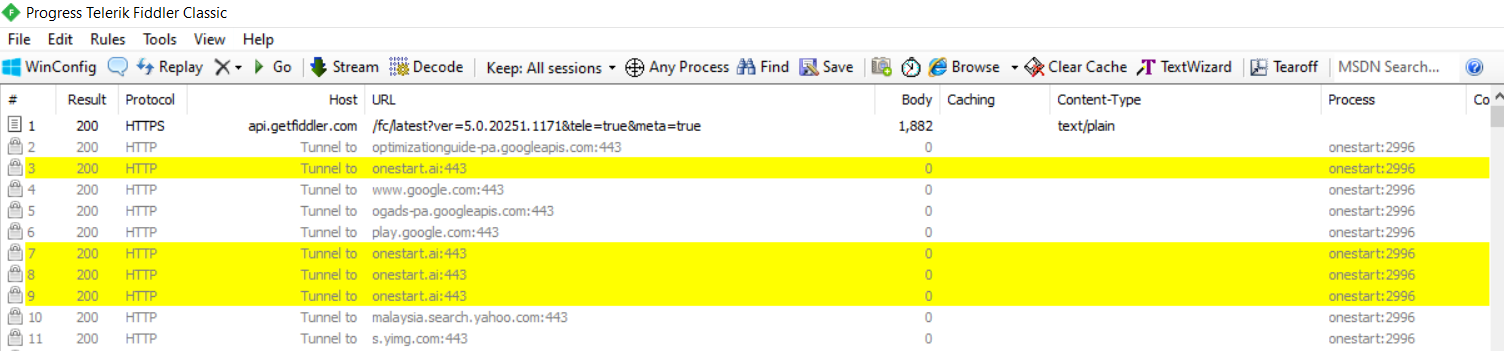 Progress Telerik Fiddler Classic
File Edit Rules Tools View Help
WinConfig Replay Go Stream Decode Keep: All sessions Any Process Find Save Browse Clear Cache TextWizard Tearoff MSDN Search...
# Result Protocol Host URL Body Caching Content-Type Process Co
1 200 HTTPS api.getfiddler.com /fc/latest?ver=5.0.20251.1171&tele=true&meta=true 1,882 text/plain
2 200 HTTP Tunnel to optimizationguide-pa.googleapis.com:443 0 onestart:2996
3 200 HTTP Tunnel to onestart.ai:443 0 onestart:2996
4 200 HTTP Tunnel to www.google.com:443 0 onestart:2996
5 200 HTTP Tunnel to ogads-pa.googleapis.com:443 0 onestart:2996
6 200 HTTP Tunnel to play.google.com:443 0 onestart:2996
7 200 HTTP Tunnel to onestart.ai:443 0 onestart:2996
8 200 HTTP Tunnel to onestart.ai:443 0 onestart:2996
9 200 HTTP Tunnel to onestart.ai:443 0 onestart:2996
10 200 HTTP Tunnel to malaysia.search.yahoo.com:443 0 onestart:2996
11 200 HTTP Tunnel to s.yimg.com:443 0 onestart:2996